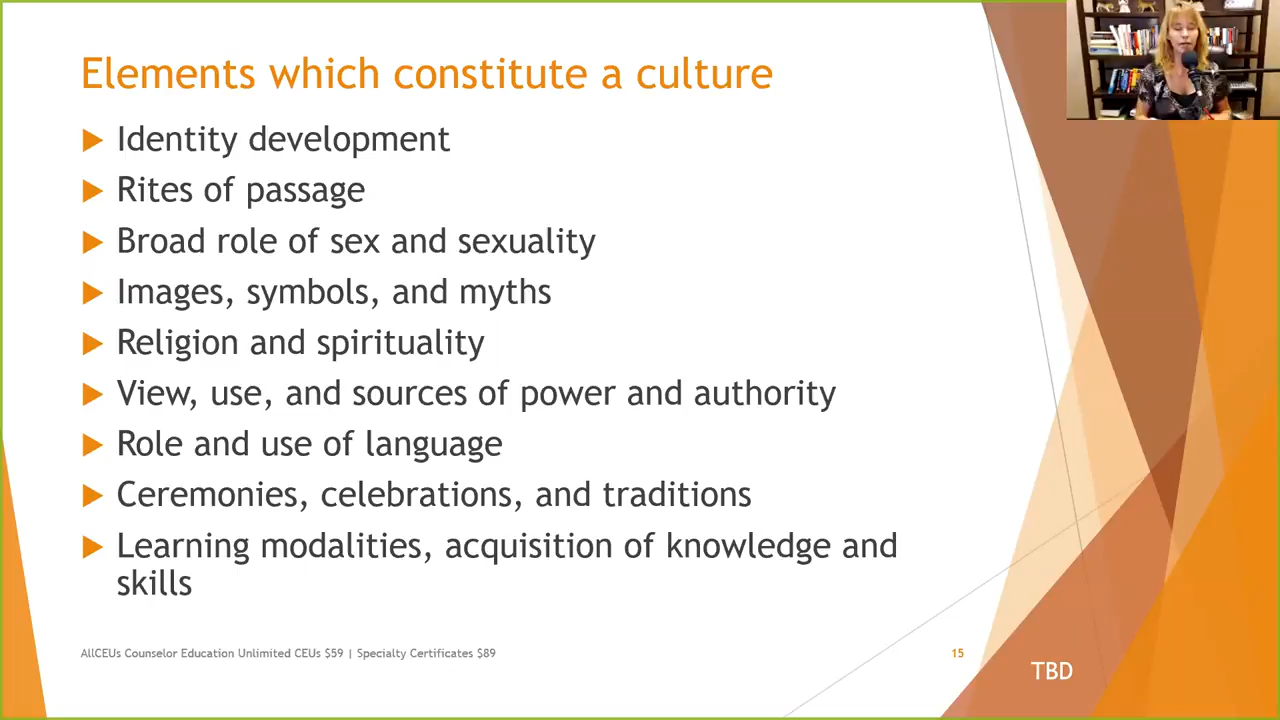 Elements which constitute a culture
Identity development
Rites of passage
Broad role of sex and sexuality
Images, symbols, and myths
Religion and spirituality
View, use, and sources of power and authority
Role and use of language
Ceremonies, celebrations, and traditions
Learning modalities, acquisition of knowledge and
skills
AllCEUs Counselor Education Unlimited CEUs $59 | Specialty Certificates $89
15
TBD